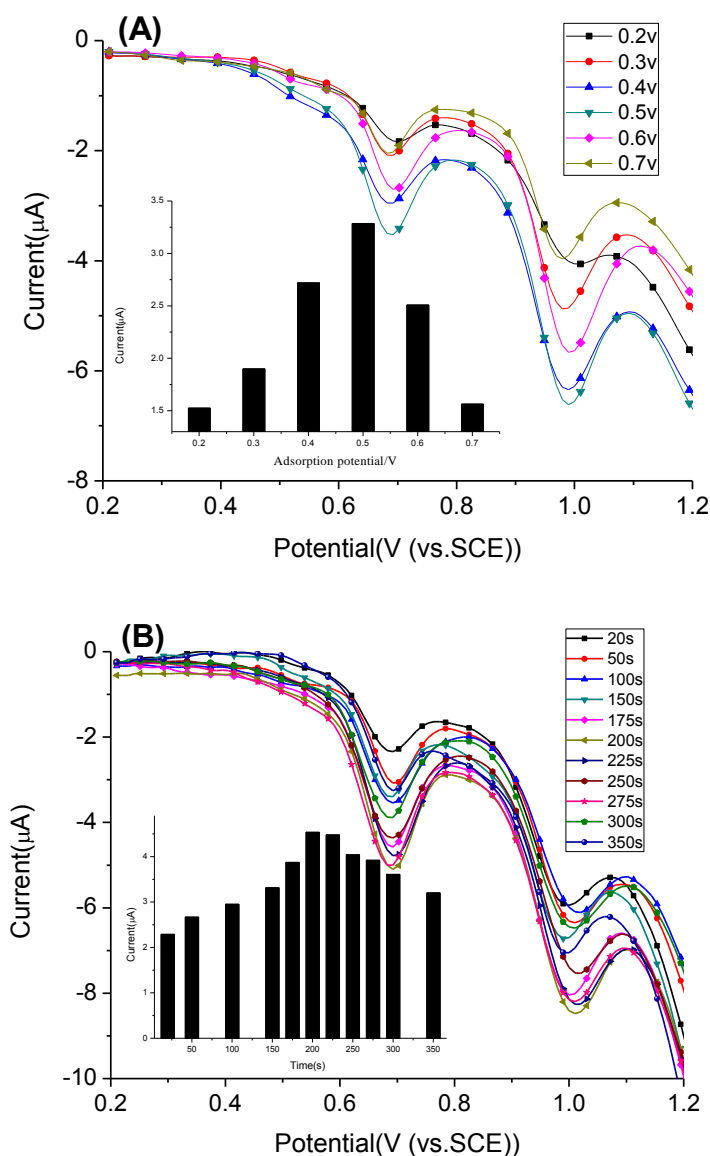 (A)
0.2v
0.3v
0.4v
0.5v
0.6v
0.7v
0
-2
-4
-6
-8
Current(μA)
3.5
3.0
2.5
2.0
1.5
Current(μA)
0.2 0.3 0.4 0.5 0.6 0.7
Adsorption potential/V
0.2 0.4 0.6 0.8 1.0 1.2
Potential(V (vs.SCE))
(B)
20s
50s
100s
150s
175s
200s
225s
250s
275s
300s
350s
0
-2
-4
-6
-8
-10
Current(μA)
4
3
2
1
0
Current(μA)
50 100 150 200 250 300 350
Time(s)
0.2 0.4 0.6 0.8 1.0 1.2
Potential(V (vs.SCE))